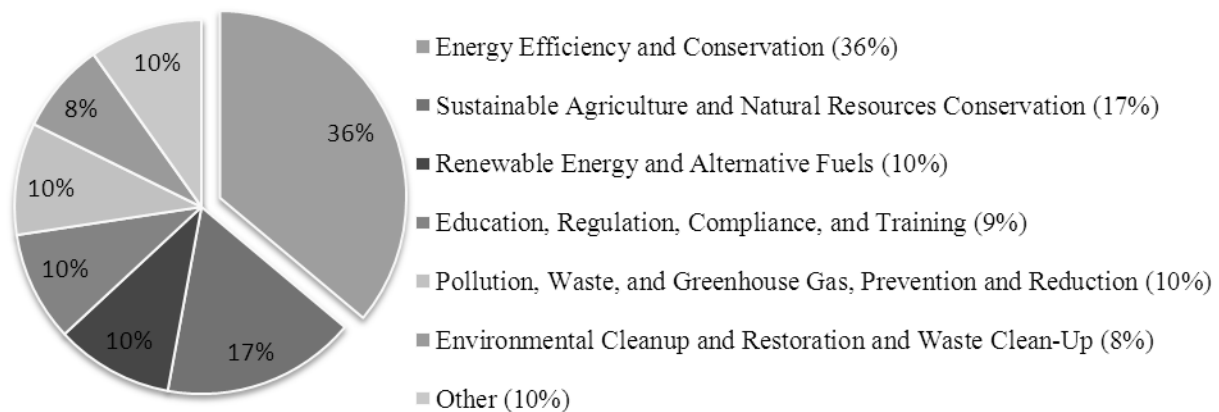 10%
36%
8%
10%
10%
10%
17%
Energy Efficiency and Conservation (36%)
Sustainable Agriculture and Natural Resources Conservation (17%)
Renewable Energy and Alternative Fuels (10%)
Education, Regulation, Compliance, and Training (9%)
Pollution, Waste, and Greenhouse Gas, Prevention and Reduction (10%)
Environmental Cleanup and Restoration and Waste Clean-Up (8%)
Other (10%)